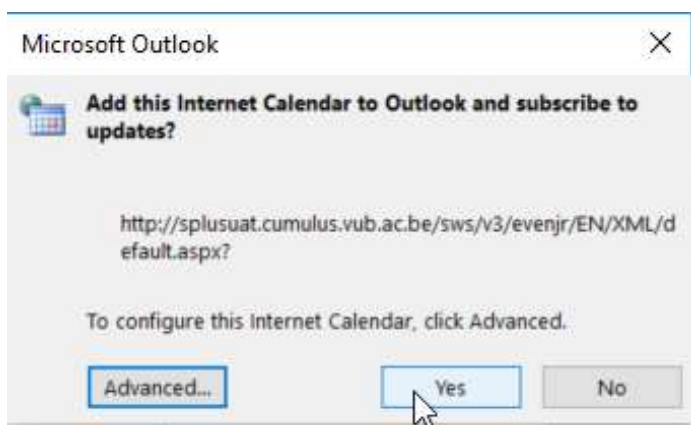 Microsoft Outlook
Add this Internet Calendar to Outlook and subscribe to
updates?
http://splusuat.cumulus.vub.ac.be/sws/v3/evenjr/EN/XML/d
efault.aspx?
To configure this Internet Calendar, click Advanced.
Advanced... Yes No